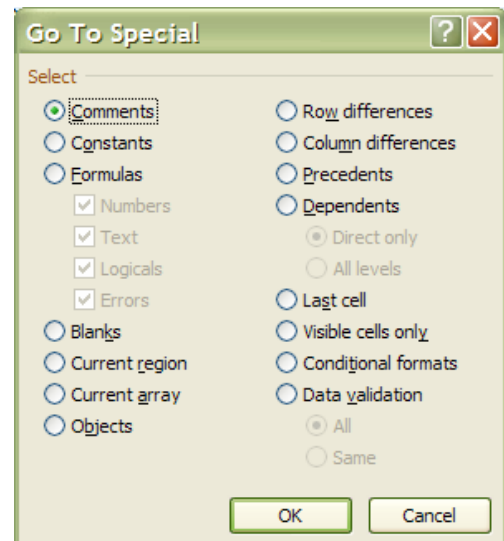 Go To Special
Select
Comments
Constants
Formulas
Numbers
Text
Logicals
Errors
Blanks
Current region
Current array
Objects
Row differences
Column differences
Precedents
Dependents
Direct only
All levels
Last cell
Visible cells only
Conditional formats
Data validation
All
Same
OK
Cancel